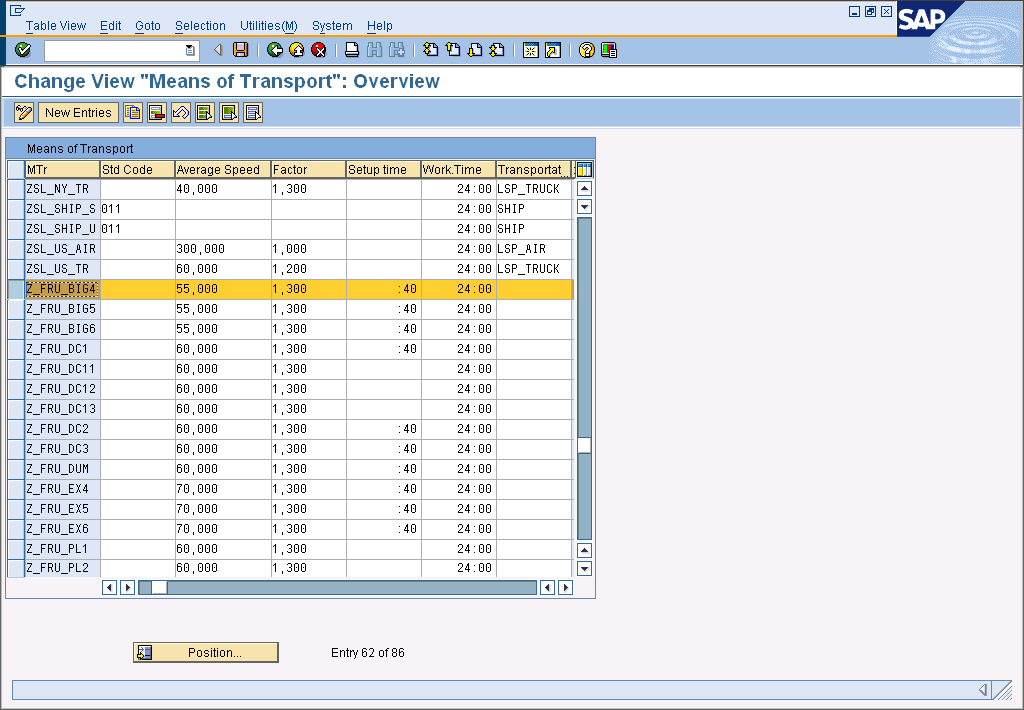 Table View Edit Goto Selection Utilities(M) System Help
SAP
Change View "Means of Transport": Overview
New Entries
Means of Transport
MTr Std Code Average Speed Factor Setup time Work.Time Transportat...
ZSL_NY_TR 40,000 1,300 24:00 LSP_TRUCK
ZSL_SHIP_S 011 24:00 SHIP
ZSL_SHIP_U 011 24:00 SHIP
ZSL_US_AIR 300,000 1,000 24:00 LSP_AIR
ZSL_US_TR 60,000 1,200 24:00 LSP_TRUCK
Z_FRU_BIG4 55,000 1,300 :40 24:00
Z_FRU_BIG5 55,000 1,300 :40 24:00
Z_FRU_BIG6 55,000 1,300 :40 24:00
Z_FRU_DC1 60,000 1,300 :40 24:00
Z_FRU_DC11 60,000 1,300 24:00
Z_FRU_DC12 60,000 1,300 24:00
Z_FRU_DC13 60,000 1,300 24:00
Z_FRU_DC2 60,000 1,300 :40 24:00
Z_FRU_DC3 60,000 1,300 :40 24:00
Z_FRU_DUM 60,000 1,300 :40 24:00
Z_FRU_EX4 70,000 1,300 :40 24:00
Z_FRU_EX5 70,000 1,300 :40 24:00
Z_FRU_EX6 70,000 1,300 :40 24:00
Z_FRU_PL1 60,000 1,300 24:00
Z_FRU_PL2 60,000 1,300 24:00
Position... Entry 62 of 86